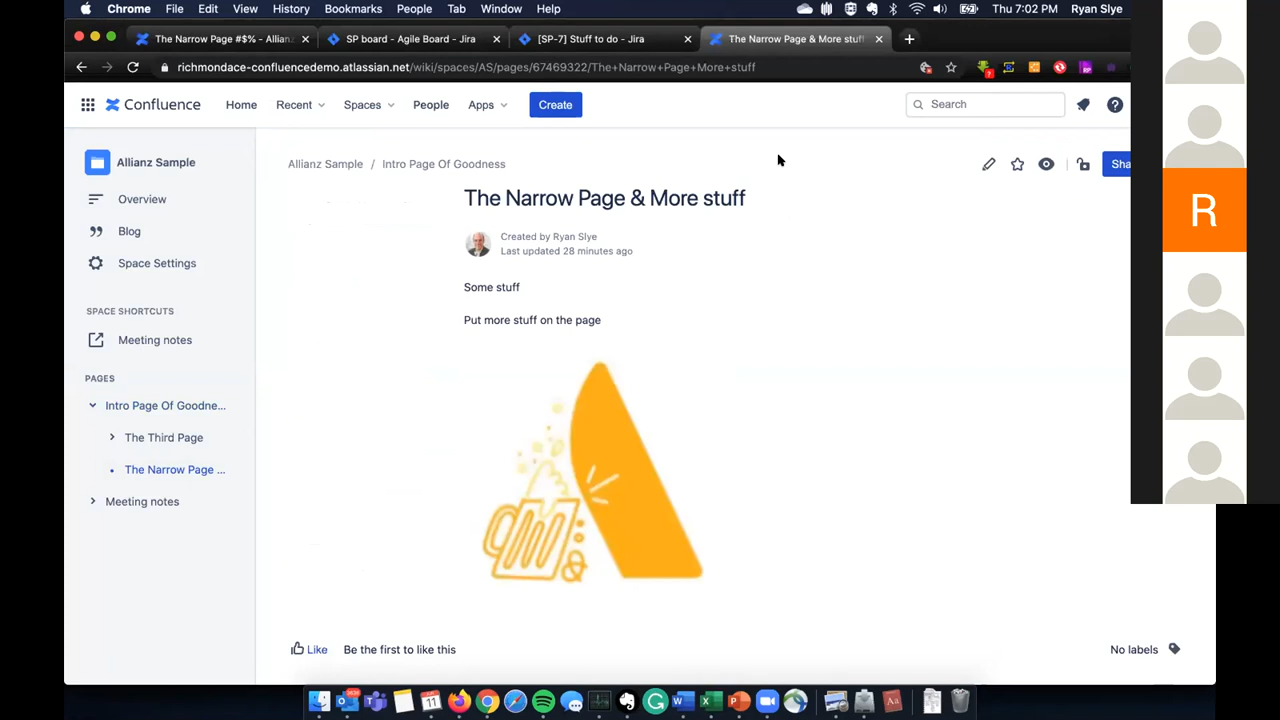 Chrome File Edit View History Bookmarks People Tab Window Help Thu 7:02 PM Ryan Slye
The Narrow Page #$% - Allianz SP board - Agile Board - Jira [SP-7] Stuff to do - Jira The Narrow Page & More stuff
richmondace-confluencedemo.atlassian.net/wiki/spaces/AS/pages/67469322/The+Narrow+Page+More+stuff
Confluence Home Recent Spaces People Apps Create Search
Allianz Sample
Overview
Blog
Space Settings
SPACE SHORTCUTS
Meeting notes
PAGES
Intro Page Of Goodne...
The Third Page
The Narrow Page ...
Meeting notes
Allianz Sample / Intro Page Of Goodness
Sha
The Narrow Page & More stuff
Created by Ryan Slye
Last updated 28 minutes ago
Some stuff
Put more stuff on the page
&
Like Be the first to like this No labels
R